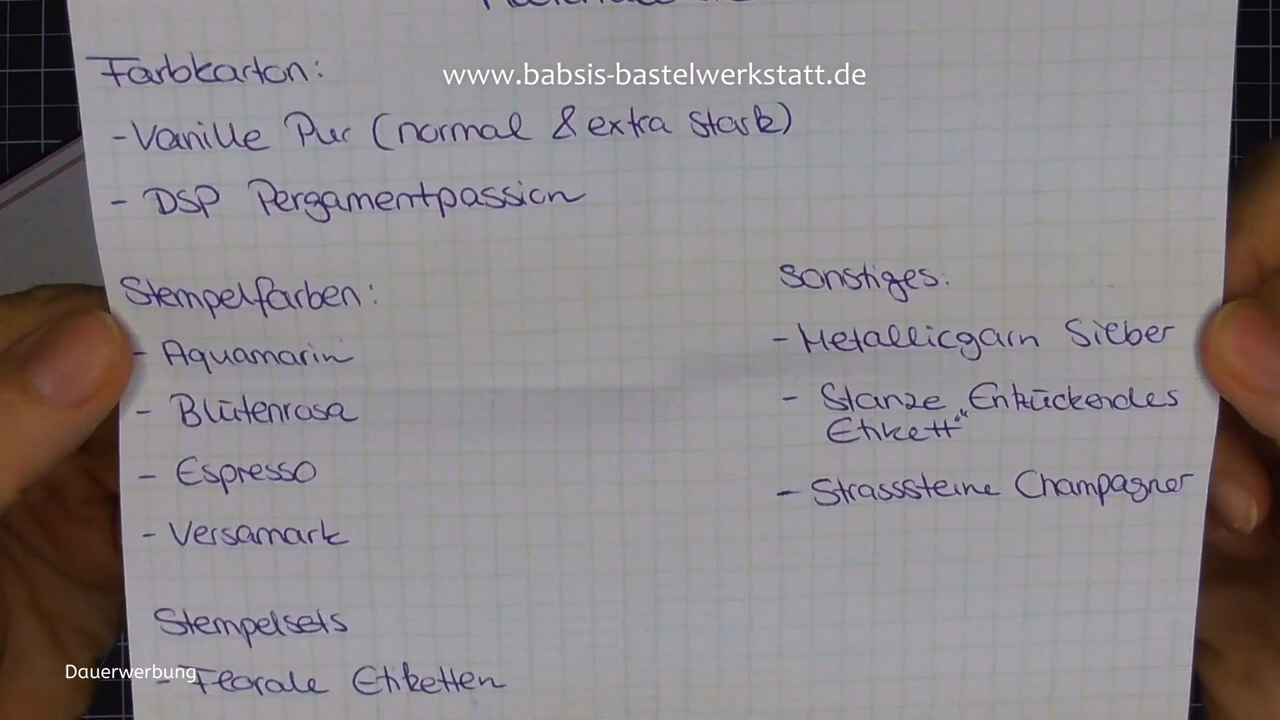 www.babsis-bastelwerkstatt.de
Farbkarton:
- Vanille Pur (normal & extra Stark)
- DSP Pergamentpassion
Stempelfarben:
- Aquamarin
- Blütenrosa
- Espresso
- Versamark
Stempelsets
- Florale Etiketten
Sonstiges:
- Metallicgarn Silber
- Stanze „Entzückendes
Etikett“
- Strasssteine Champagner
Dauerwerbung